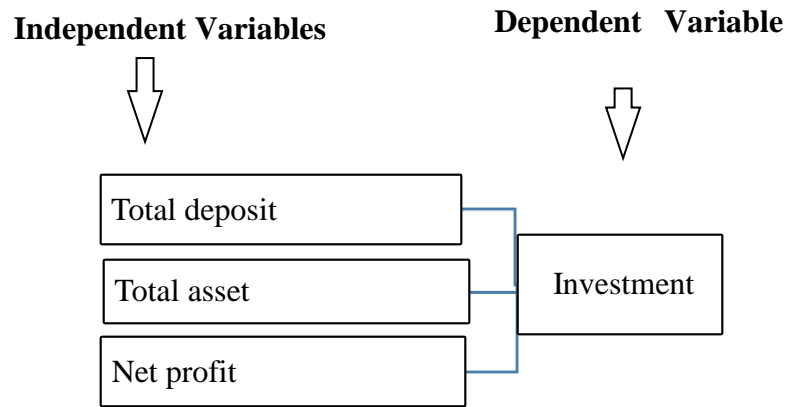 Independent Variables
Dependent Variable
Total deposit
Total asset
Investment
Net profit